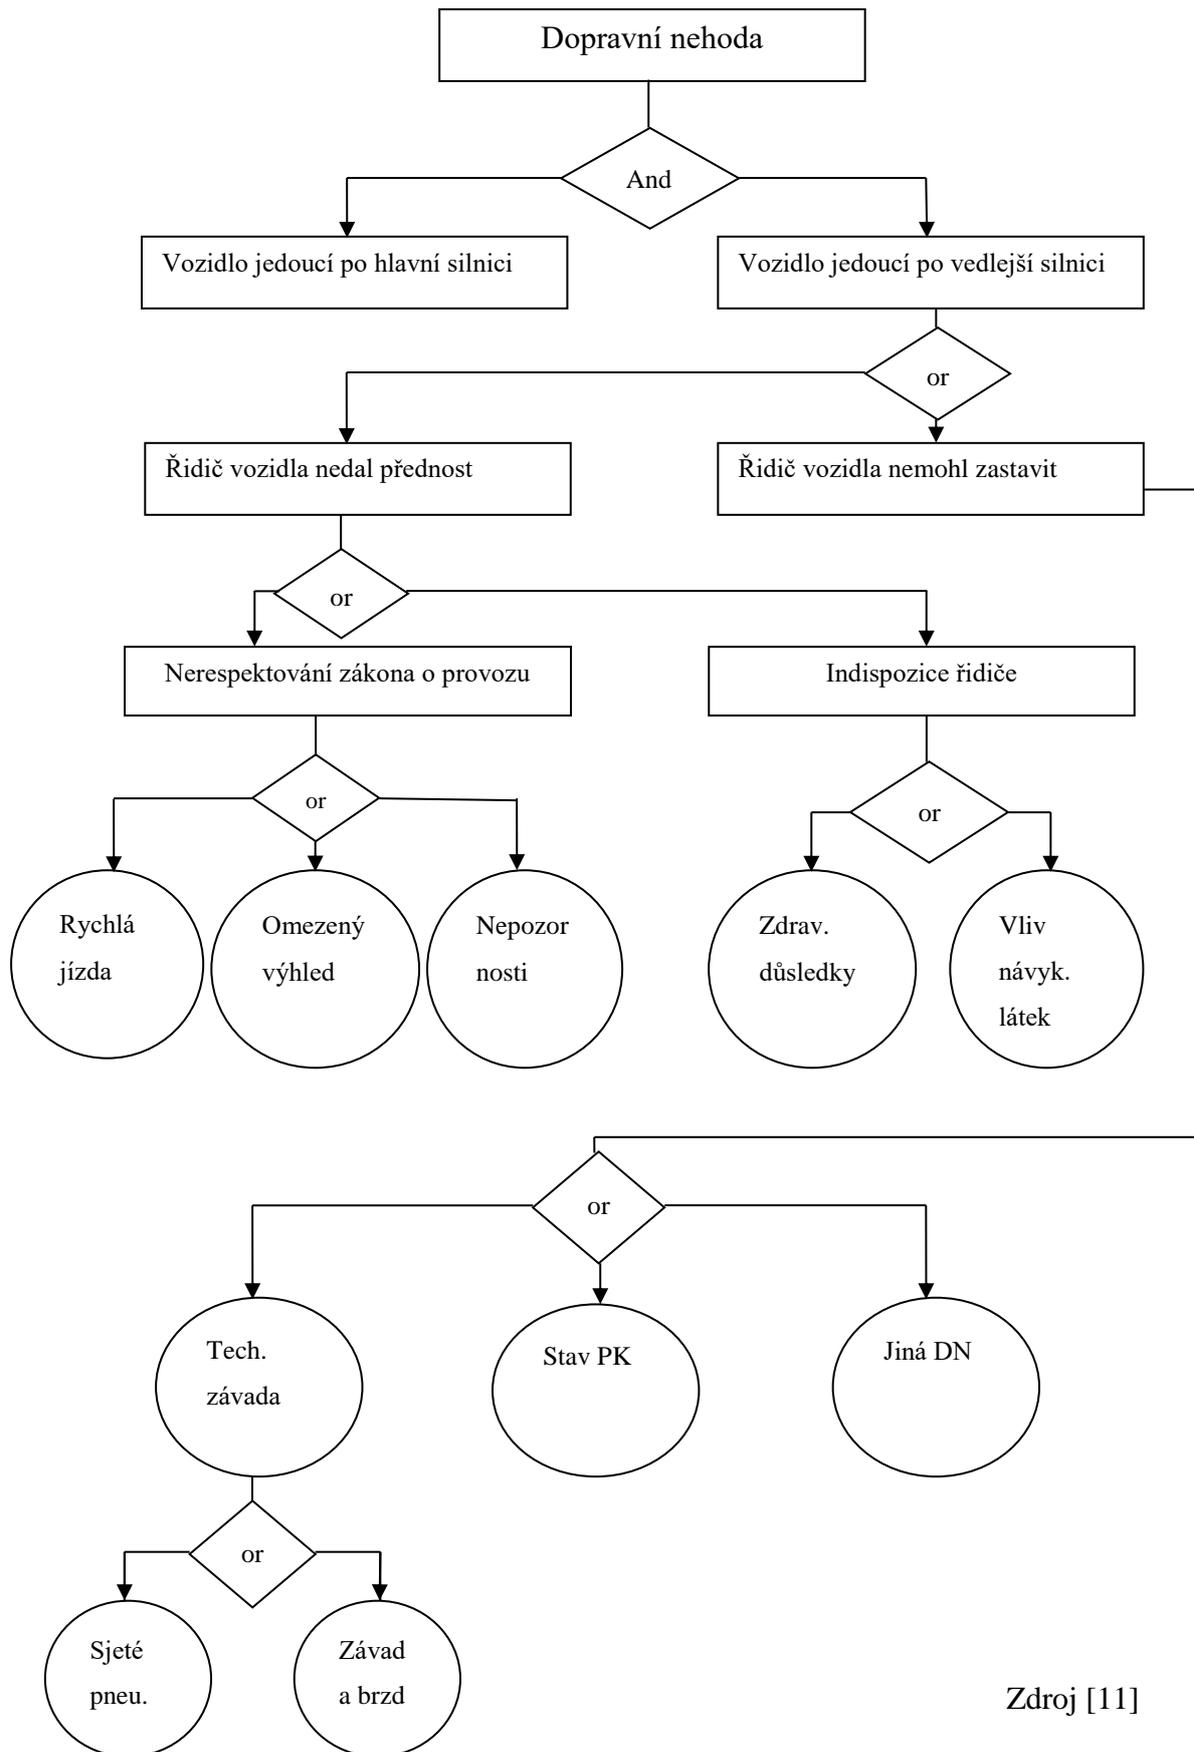 Dopravní nehoda
And
Vozidlo jedoucí po hlavní silnici
Vozidlo jedoucí po vedlejší silnici
or
Řidič vozidla nedal přednost
Řidič vozidla nemohl zastavit
or
Nerespektování zákona o provozu
Indispozice řidiče
or
or
Rychlá
jízda
Omezený
výhled
Nepozor
nosti
Zdrav.
důsledky
Vliv
návyk.
látek
or
Tech.
závada
Stav PK
Jiná DN
or
Sjeté
pneu.
Závad
a brzd
Zdroj [11]